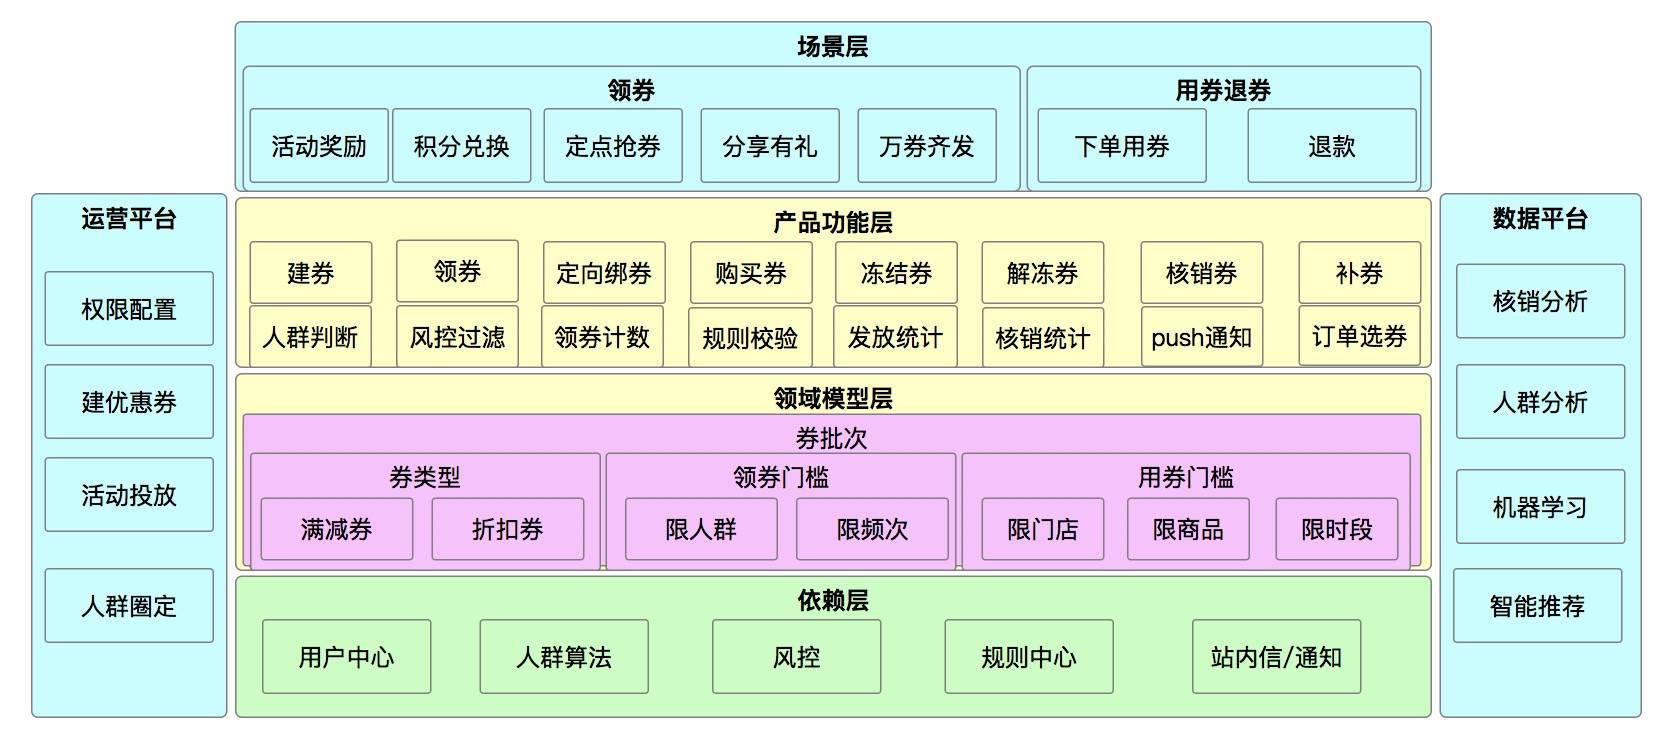 场景层
领券
用券退券
活动奖励
积分兑换
定点抢券
分享有礼
万券齐发
下单用券
退款
运营平台
权限配置
建优惠券
活动投放
人群圈定
产品功能层
建券
领券
定向绑券
购买券
冻结券
解冻券
核销券
补券
人群判断
风控过滤
领券计数
规则校验
发放统计
核销统计
push通知
订单选券
领域模型层
券批次
券类型
满减券
折扣券
领券门槛
限人群
限频次
用券门槛
限门店
限商品
限时段
依赖层
用户中心
人群算法
风控
规则中心
站内信/通知
数据平台
核销分析
人群分析
机器学习
智能推荐